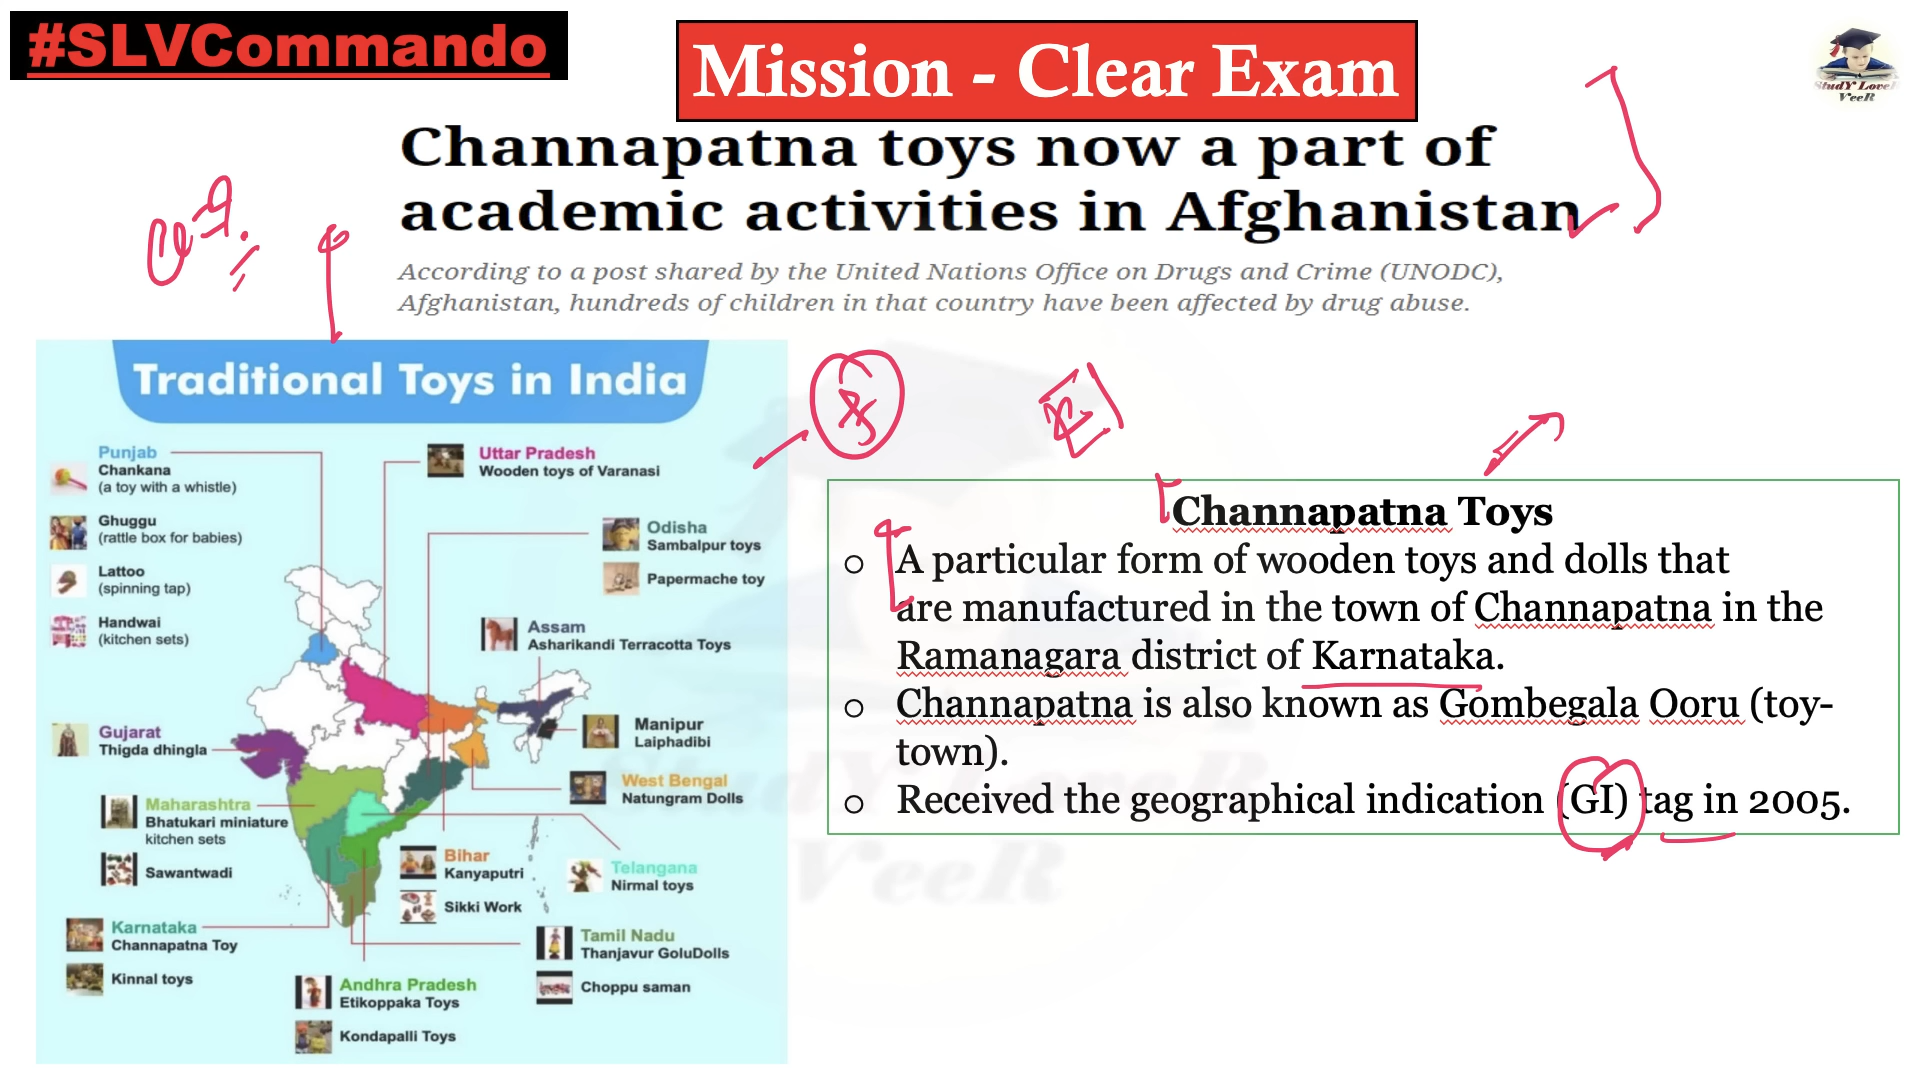 #SLVCommando
Mission - Clear Exam
StudY LoveR
VeeR
Channapatna toys now a part of
academic activities in Afghanistan
According to a post shared by the United Nations Office on Drugs and Crime (UNODC),
Afghanistan, hundreds of children in that country have been affected by drug abuse.
Traditional Toys in India
Punjab
Chankana
(a toy with a whistle)
Ghuggu
(rattle box for babies)
Lattoo
(spinning tap)
Handwai
(kitchen sets)
Uttar Pradesh
Wooden toys of Varanasi
Odisha
Sambalpur toys
Papermache toy
Assam
Asharikandi Terracotta Toys
Gujarat
Thigda dhingla
Manipur
Laiphadibi
West Bengal
Natungram Dolls
Maharashtra
Bhatukari miniature
kitchen sets
Sawantwadi
Bihar
Kanyaputri
Sikki Work
Telangana
Nirmal toys
Karnataka
Channapatna Toy
Kinnal toys
Tamil Nadu
Thanjavur GoluDolls
Choppu saman
Andhra Pradesh
Etikoppaka Toys
Kondapalli Toys
Channapatna Toys
A particular form of wooden toys and dolls that
are manufactured in the town of Channapatna in the
Ramanagara district of Karnataka.
Channapatna is also known as Gombegala Ooru (toy-
town).
Received the geographical indication (GI) tag in 2005.
StudY LoveR
VeeR